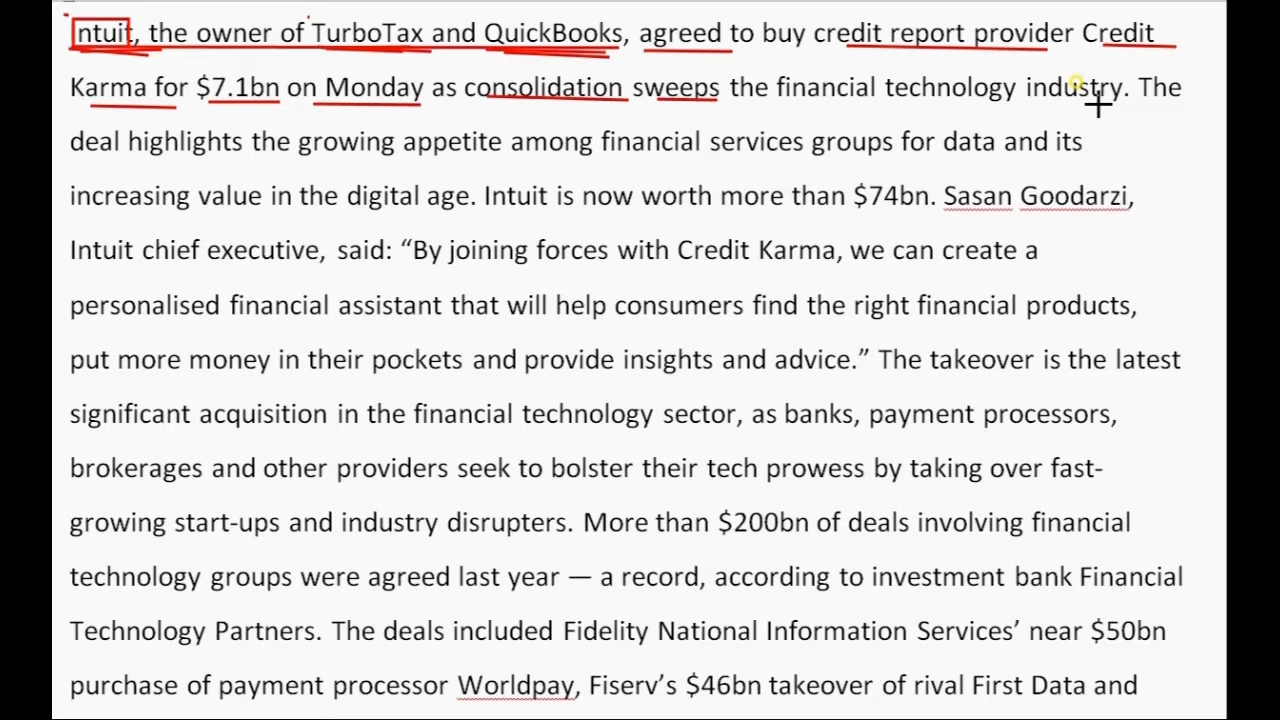 Intuit, the owner of TurboTax and QuickBooks, agreed to buy credit report provider Credit
Karma for $7.1bn on Monday as consolidation sweeps the financial technology industry. The
deal highlights the growing appetite among financial services groups for data and its
increasing value in the digital age. Intuit is now worth more than $74bn. Sasan Goodarzi,
Intuit chief executive, said: “By joining forces with Credit Karma, we can create a
personalised financial assistant that will help consumers find the right financial products,
put more money in their pockets and provide insights and advice.” The takeover is the latest
significant acquisition in the financial technology sector, as banks, payment processors,
brokerages and other providers seek to bolster their tech prowess by taking over fast-
growing start-ups and industry disrupters. More than $200bn of deals involving financial
technology groups were agreed last year — a record, according to investment bank Financial
Technology Partners. The deals included Fidelity National Information Services’ near $50bn
purchase of payment processor Worldpay, Fiserv’s $46bn takeover of rival First Data and